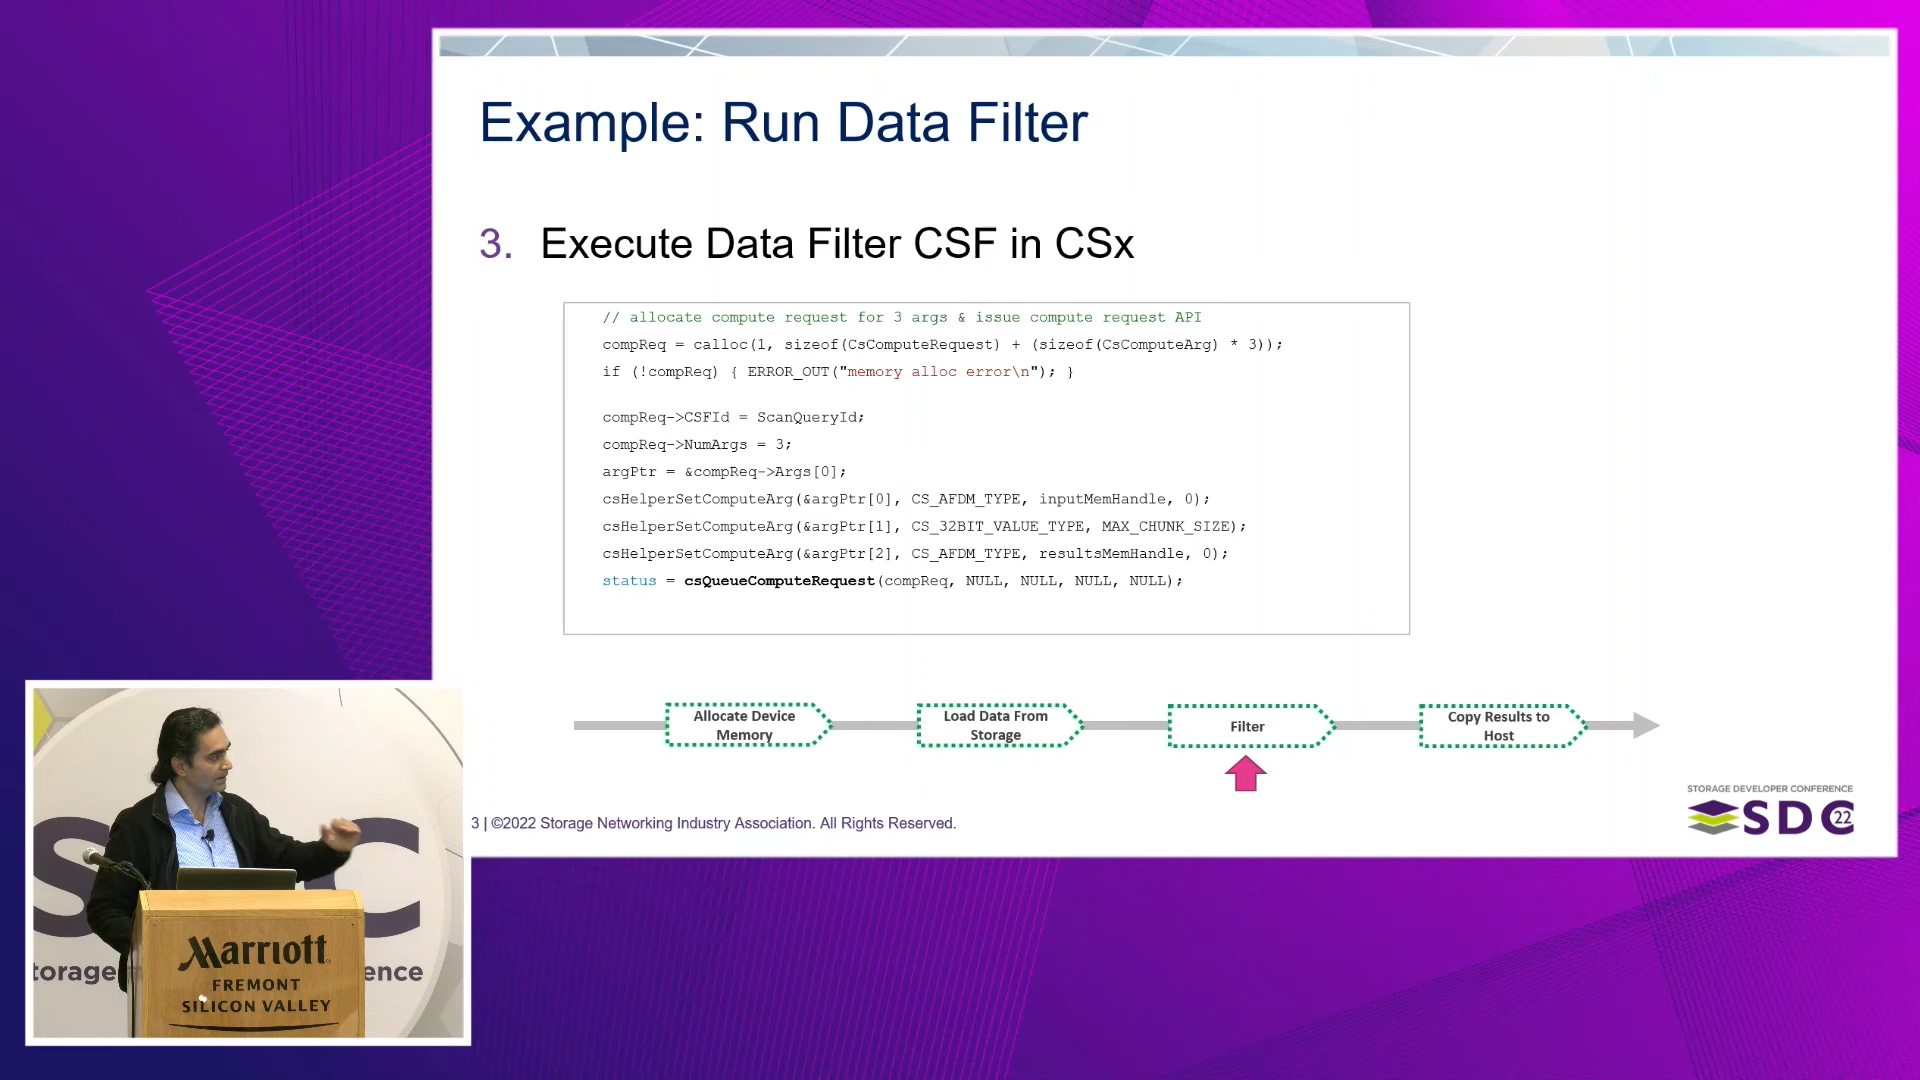 Example: Run Data Filter
3. Execute Data Filter CSF in CSx
// allocate compute request for 3 args & issue compute request API
compReq = calloc(1, sizeof(CsComputeRequest) + (sizeof(CsComputeArg) * 3));
if (!compReq) { ERROR_OUT("memory alloc error\n"); }
compReq->CSFId = ScanQueryId;
compReq->NumArgs = 3;
argPtr = &compReq->Args[0];
csHelperSetComputeArg(&argPtr[0], CS_AFDM_TYPE, inputMemHandle, 0);
csHelperSetComputeArg(&argPtr[1], CS_32BIT_VALUE_TYPE, MAX_CHUNK_SIZE);
csHelperSetComputeArg(&argPtr[2], CS_AFDM_TYPE, resultsMemHandle, 0);
status = csQueueComputeRequest(compReq, NULL, NULL, NULL, NULL);
Allocate Device
Memory
Load Data From
Storage
Filter
Copy Results to
Host
3 | ©2022 Storage Networking Industry Association. All Rights Reserved.
STORAGE DEVELOPER CONFERENCE
SDC 22
S C
torage ence
Marriott
FREMONT
SILICON VALLEY